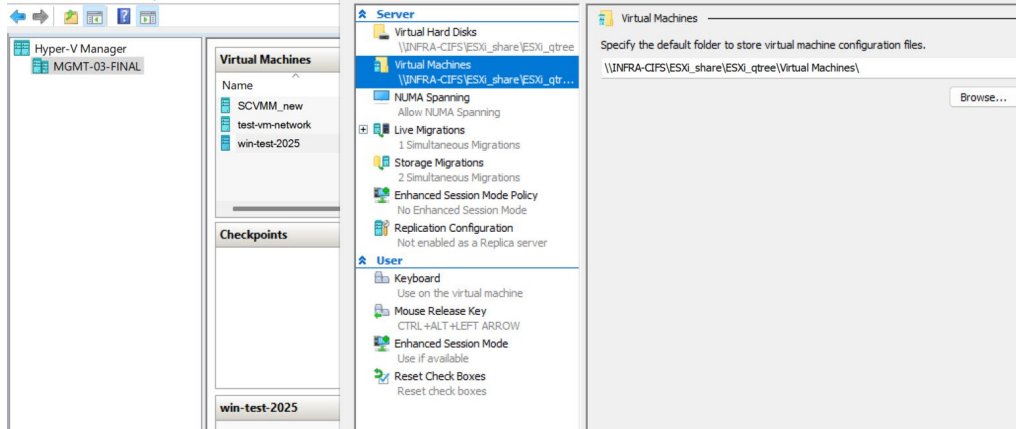 Hyper-V Manager
MGMT-03-FINAL
Virtual Machines
Name
SCVMM_new
test-vm-network
win-test-2025
Checkpoints
win-test-2025
Server
Virtual Hard Disks
\\INFRA-CIFS\ESXi_share\ESXi_qtree
Virtual Machines
\\INFRA-CIFS\ESXi_share\ESXi_qtr...
NUMA Spanning
Allow NUMA Spanning
Live Migrations
1 Simultaneous Migrations
Storage Migrations
2 Simultaneous Migrations
Enhanced Session Mode Policy
No Enhanced Session Mode
Replication Configuration
Not enabled as a Replica server
User
Keyboard
Use on the virtual machine
Mouse Release Key
CTRL+ALT+LEFT ARROW
Enhanced Session Mode
Use if available
Reset Check Boxes
Reset check boxes
Virtual Machines
Specify the default folder to store virtual machine configuration files.
\\INFRA-CIFS\ESXi_share\ESXi_qtree\Virtual Machines\
Browse...